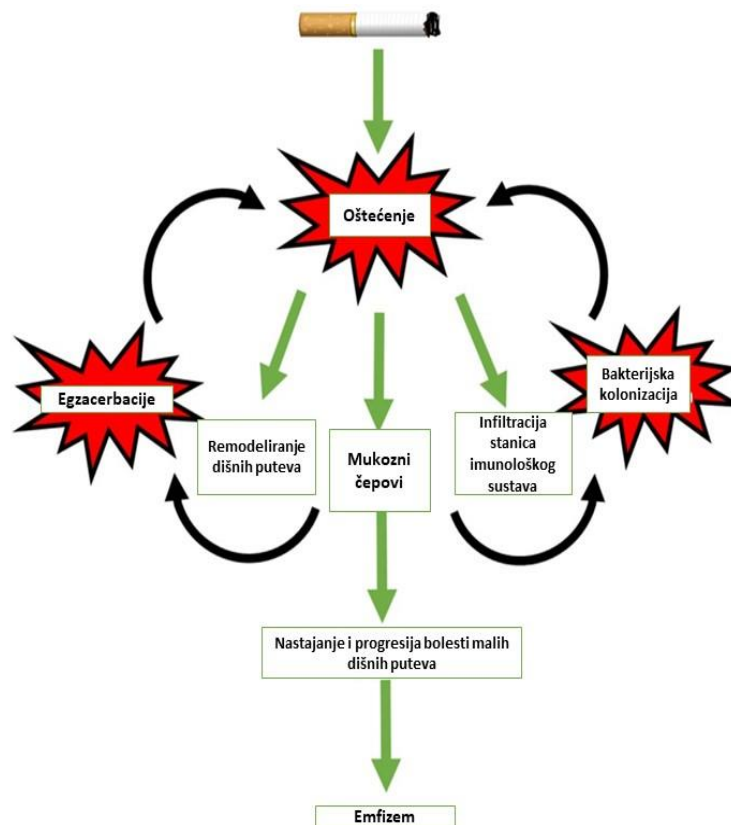 Oštećenje
Egzacerbacije
Bakterijska
kolonizacija
Remodeliranje
dišnih puteva
Mukozni
čepovi
Infiltracija
stanica
imunološkog
sustava
Nastajanje i progresija bolesti malih
dišnih puteva
Emfizem